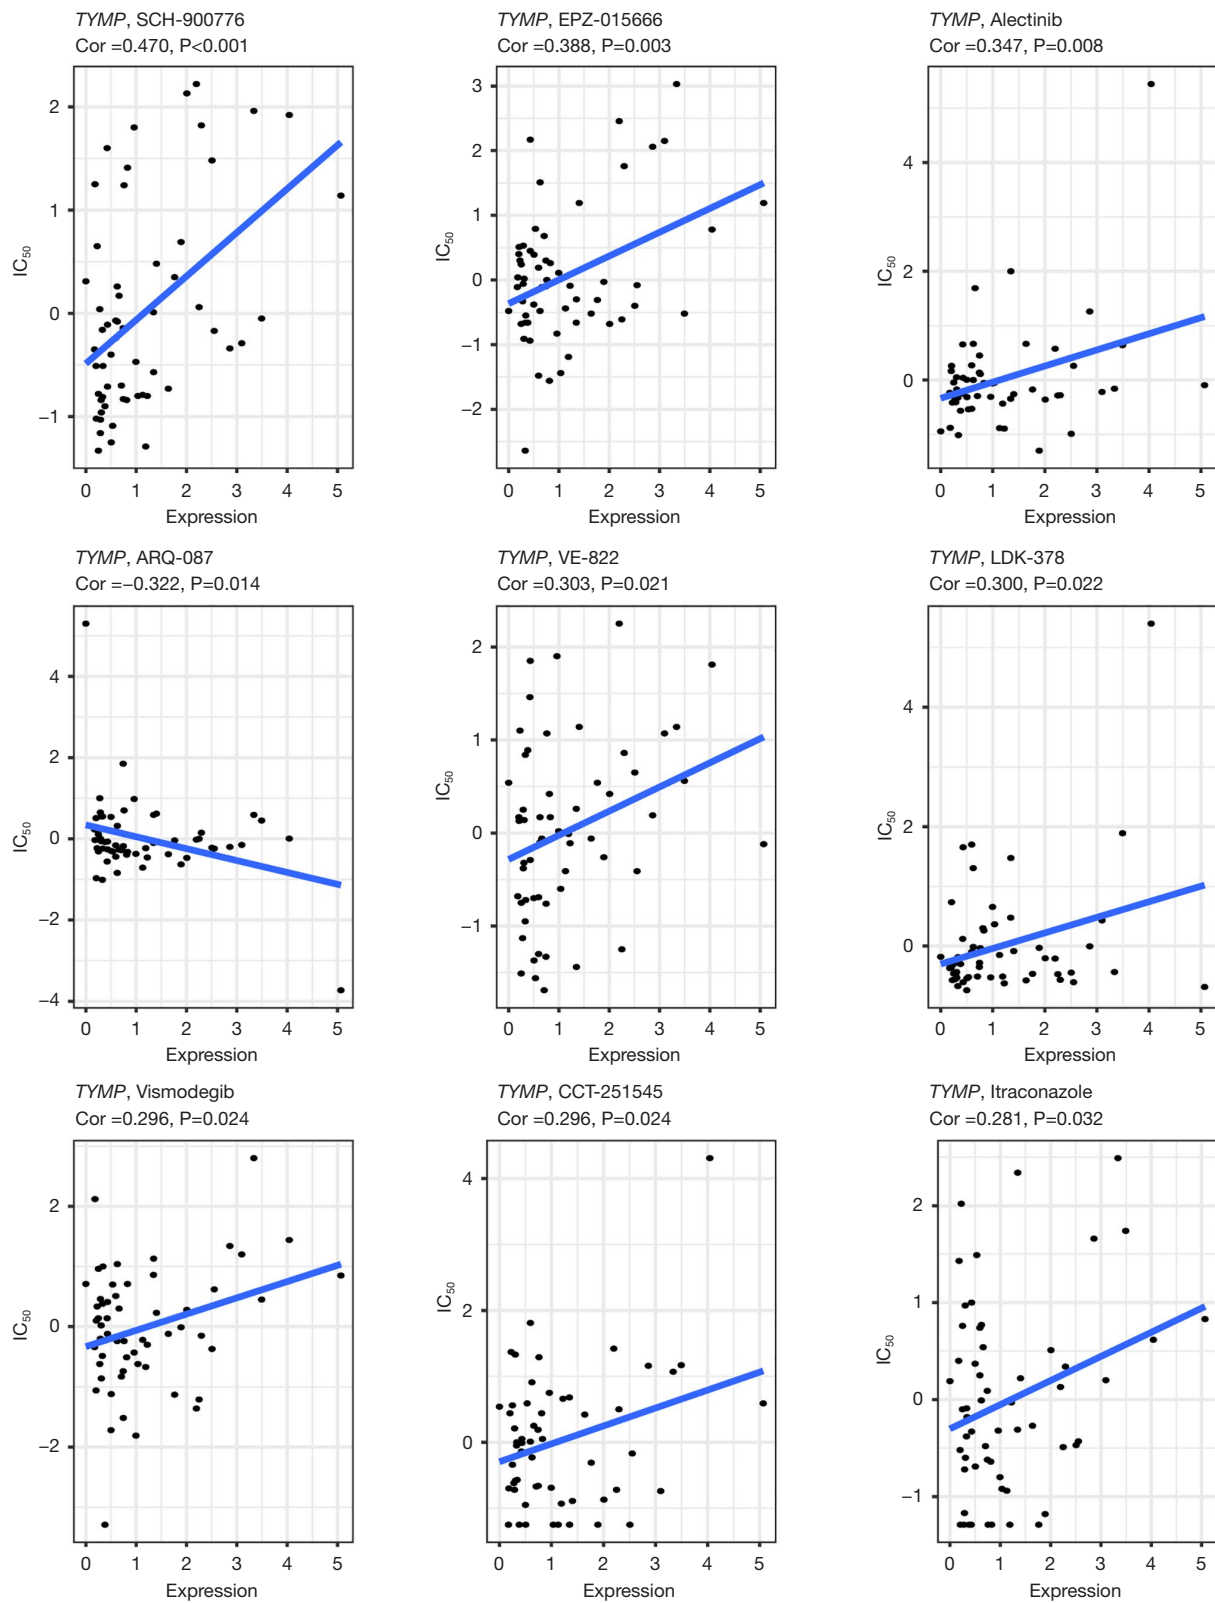 TYMP, SCH-900776
Cor =0.470, P<0.001
2
1
0
−1
IC50
0 1 2 3 4 5
Expression
TYMP, EPZ-015666
Cor =0.388, P=0.003
3
2
1
0
−1
−2
IC50
0 1 2 3 4 5
Expression
TYMP, Alectinib
Cor =0.347, P=0.008
4
2
0
IC50
0 1 2 3 4 5
Expression
TYMP, ARQ-087
Cor =−0.322, P=0.014
4
2
0
−2
−4
IC50
0 1 2 3 4 5
Expression
TYMP, VE-822
Cor =0.303, P=0.021
2
1
0
−1
IC50
0 1 2 3 4 5
Expression
TYMP, LDK-378
Cor =0.300, P=0.022
4
2
0
IC50
0 1 2 3 4 5
Expression
TYMP, Vismodegib
Cor =0.296, P=0.024
2
0
−2
IC50
0 1 2 3 4 5
Expression
TYMP, CCT-251545
Cor =0.296, P=0.024
4
2
0
IC50
0 1 2 3 4 5
Expression
TYMP, Itraconazole
Cor =0.281, P=0.032
2
1
0
−1
IC50
0 1 2 3 4 5
Expression